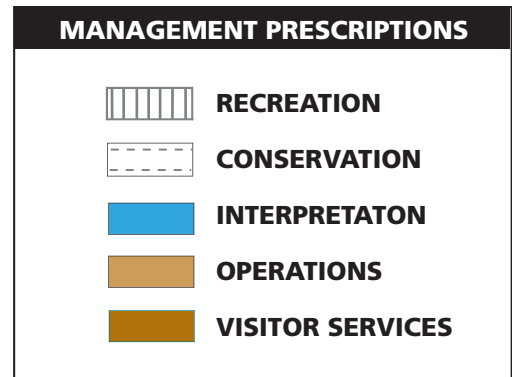 MANAGEMENT PRESCRIPTIONS
RECREATION
CONSERVATION
INTERPRETATON
OPERATIONS
VISITOR SERVICES